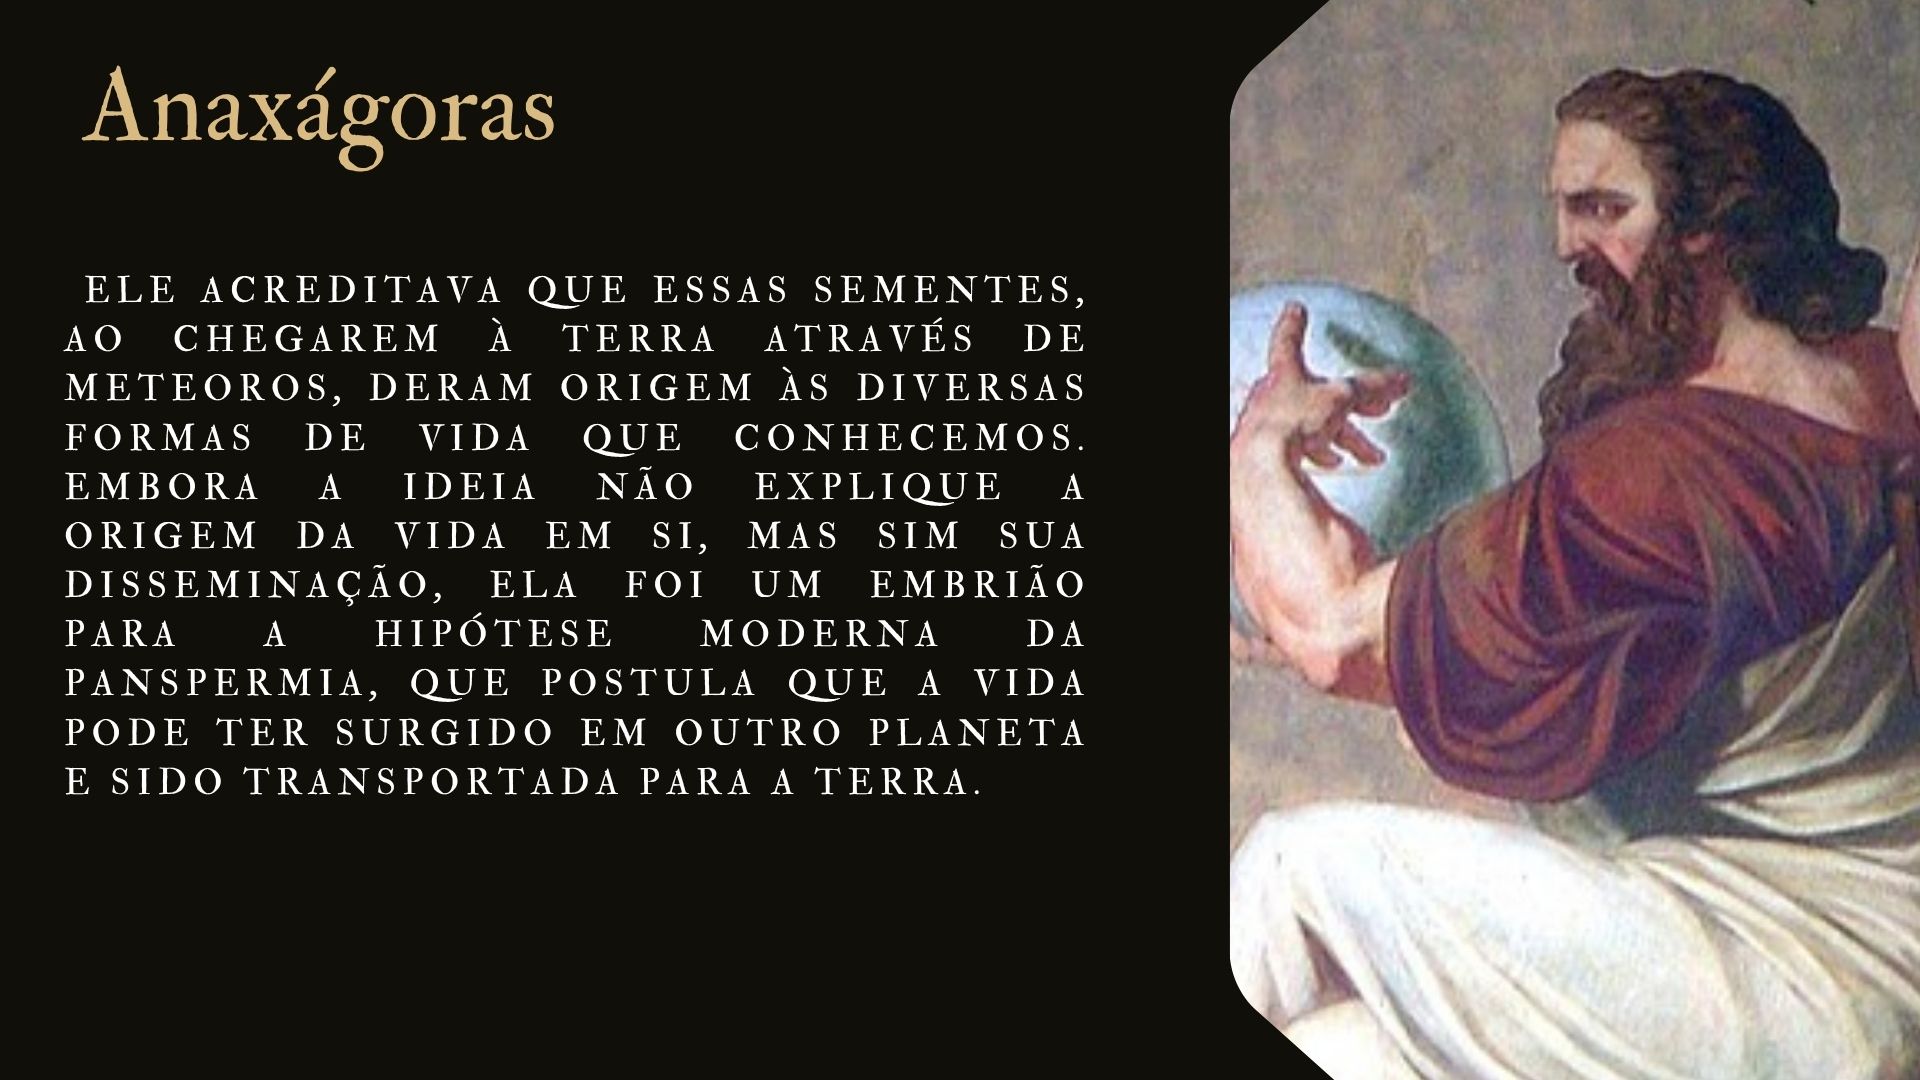 Anaxágoras
ELE ACREDITAVA QUE ESSAS SEMENTES,
AO CHEGAREM À TERRA ATRAVÉS DE
METEOROS, DERAM ORIGEM ÀS DIVERSAS
FORMAS DE VIDA QUE CONHECEMOS.
EMBORA A IDEIA NÃO EXPLIQUE A
ORIGEM DA VIDA EM SI, MAS SIM SUA
DISSEMINAÇÃO, ELA FOI UM EMBRIÃO
PARA A HIPÓTESE MODERNA DA
PANSPERMIA, QUE POSTULA QUE A VIDA
PODE TER SURGIDO EM OUTRO PLANETA
E SIDO TRANSPORTADA PARA A TERRA.